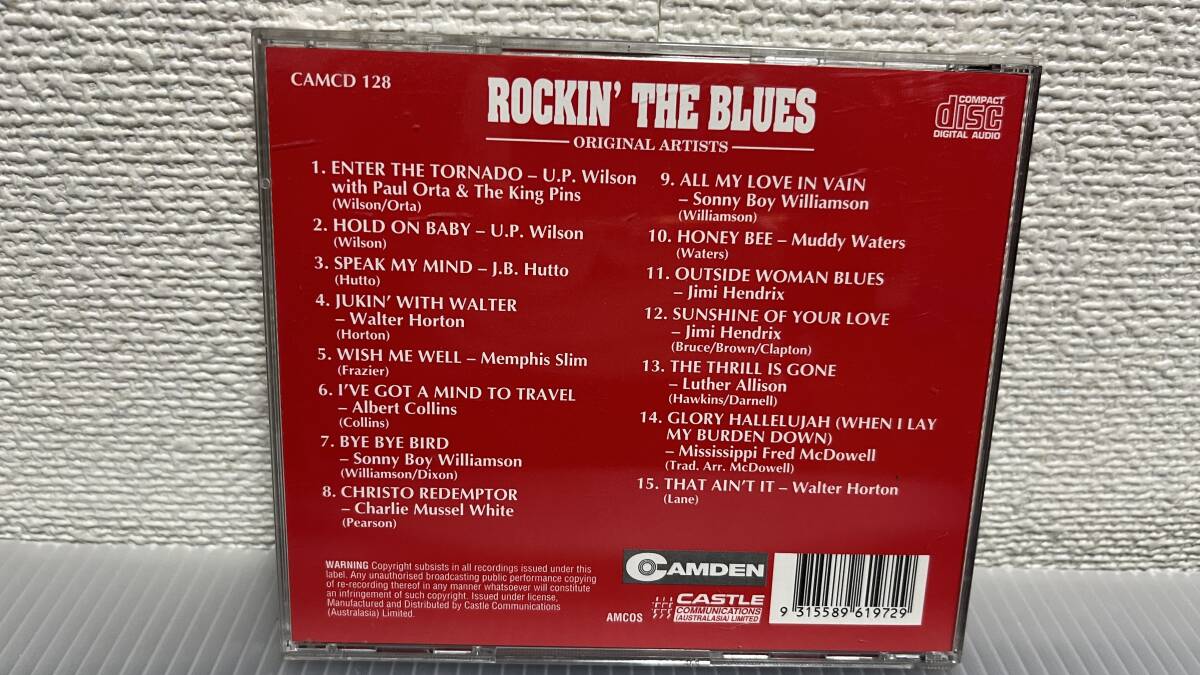 CAMCD 128
ROCKIN' THE BLUES
ORIGINAL ARTISTS
COMPACT
disc
DIGITAL AUDIO
1. ENTER THE TORNADO – U.P. Wilson
with Paul Orta & The King Pins
(Wilson/Orta)
2. HOLD ON BABY – U.P. Wilson
(Wilson)
3. SPEAK MY MIND – J.B. Hutto
(Hutto)
4. JUKIN' WITH WALTER
– Walter Horton
(Horton)
5. WISH ME WELL – Memphis Slim
(Frazier)
6. I'VE GOT A MIND TO TRAVEL
– Albert Collins
(Collins)
7. BYE BYE BIRD
– Sonny Boy Williamson
(Williamson/Dixon)
8. CHRISTO REDEMPTOR
– Charlie Mussel White
(Pearson)
9. ALL MY LOVE IN VAIN
– Sonny Boy Williamson
(Williamson)
10. HONEY BEE – Muddy Waters
(Waters)
11. OUTSIDE WOMAN BLUES
– Jimi Hendrix
12. SUNSHINE OF YOUR LOVE
– Jimi Hendrix
(Bruce/Brown/Clapton)
13. THE THRILL IS GONE
– Luther Allison
(Hawkins/Darnell)
14. GLORY HALLELUJAH (WHEN I LAY
MY BURDEN DOWN)
– Mississippi Fred McDowell
(Trad. Arr. McDowell)
15. THAT AIN'T IT – Walter Horton
(Lane)
WARNING Copyright subsists in all recordings issued under this
label. Any unauthorised broadcasting public performance copying
of re-recording thereof in any manner whatsoever will constitute
an infringement of such copyright. Issued under license,
Manufactured and Distributed by Castle Communications
(Australasia) Limited.
AMCOS
CAMDEN
CASTLE
COMMUNICATIONS
(AUSTRALASIA) LIMITED
9 315589 619729